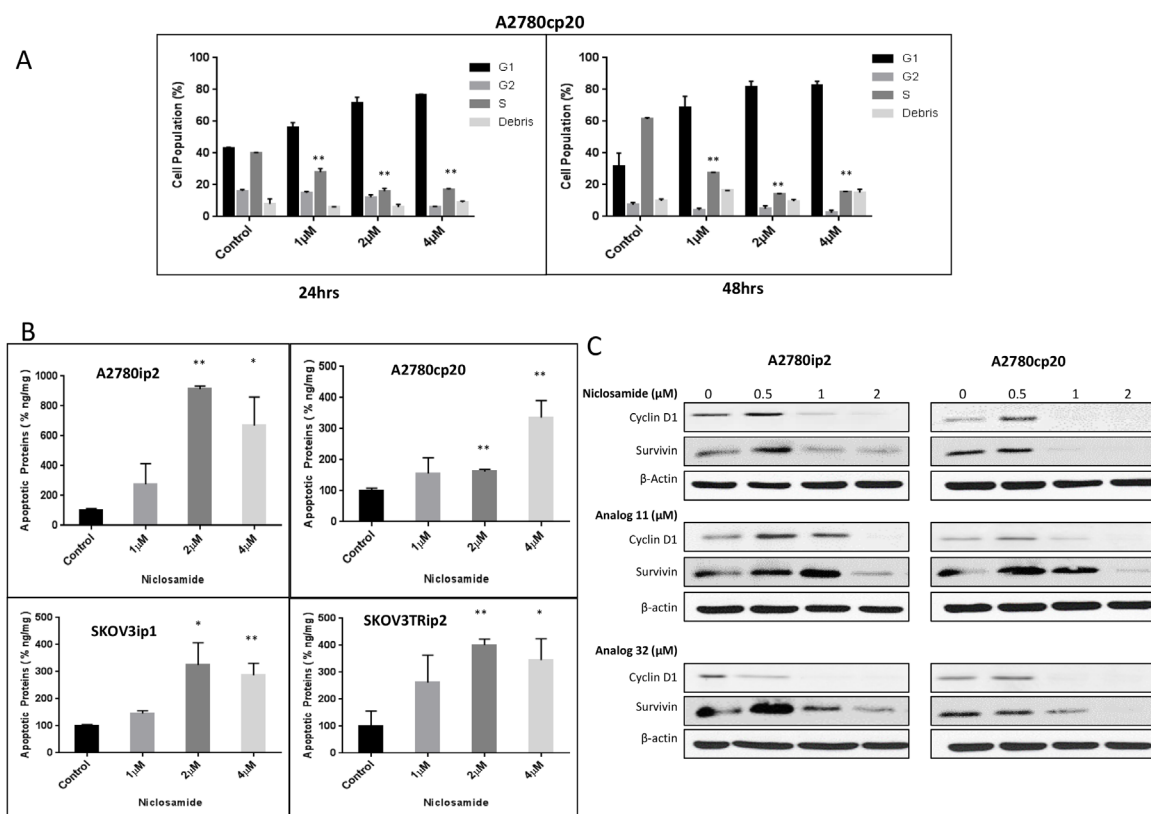 A2780cp20
A
Cell Population (%)
100
80
60
40
20
0
Control
1µM
2µM
4µM
G1
G2
S
Debris
**
**
**
24hrs
Cell Population (%)
100
80
60
40
20
0
Control
1µM
2µM
4µM
G1
G2
S
Debris
**
**
**
48hrs
B
A2780ip2
Apoptotic Proteins (% ng/mg)
1000
800
600
400
200
0
**
*
Control
1µM
2µM
4µM
Niclosamide
A2780cp20
Apoptotic Proteins (% ng/mg)
500
400
300
200
100
0
**
**
Control
1µM
2µM
4µM
Niclosamide
SKOV3ip1
Apoptotic Proteins (% ng/mg)
500
400
300
200
100
0
*
**
Control
1µM
2µM
4µM
Niclosamide
SKOV3TRip2
Apoptotic Proteins (% ng/mg)
500
400
300
200
100
0
**
*
Control
1µM
2µM
4µM
Niclosamide
C
A2780ip2 A2780cp20
Niclosamide (µM) 0 0.5 1 2 0 0.5 1 2
Cyclin D1
Survivin
β-Actin
Analog 11 (µM)
Cyclin D1
Survivin
β-actin
Analog 32 (µM)
Cyclin D1
Survivin
β-actin